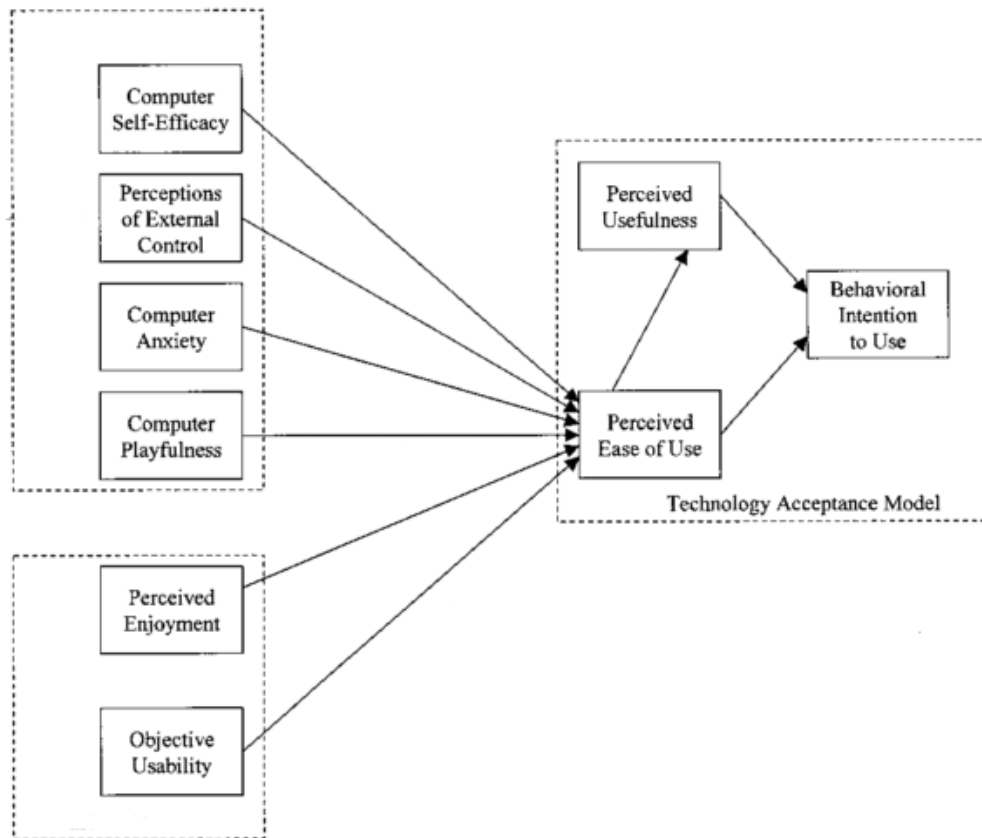 Computer
Self-Efficacy
Perceptions
of External
Control
Computer
Anxiety
Computer
Playfulness
Perceived
Enjoyment
Objective
Usability
Perceived
Usefulness
Perceived
Ease of Use
Behavioral
Intention
to Use
Technology Acceptance Model